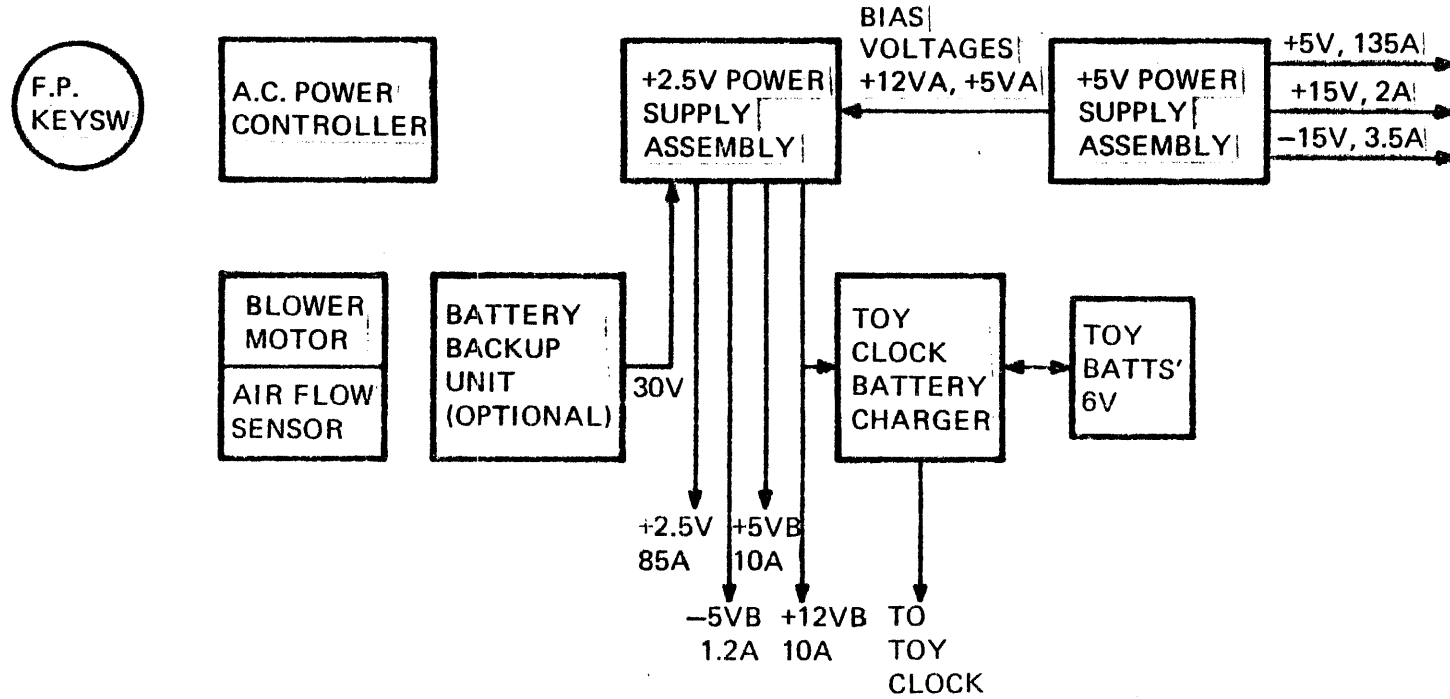 F.P.
KEYSW
A.C. POWER
CONTROLLER
+2.5V POWER
SUPPLY
ASSEMBLY
BIAS
VOLTAGES
+12VA, +5VA
+5V POWER
SUPPLY
ASSEMBLY
+5V, 135A
+15V, 2A
−15V, 3.5A
BLOWER
MOTOR
AIR FLOW
SENSOR
BATTERY
BACKUP
UNIT
(OPTIONAL)
30V
TOY
CLOCK
BATTERY
CHARGER
TOY
BATTS'
6V
+2.5V
85A
+5VB
10A
−5VB
1.2A
+12VB
10A
TO
TOY
CLOCK